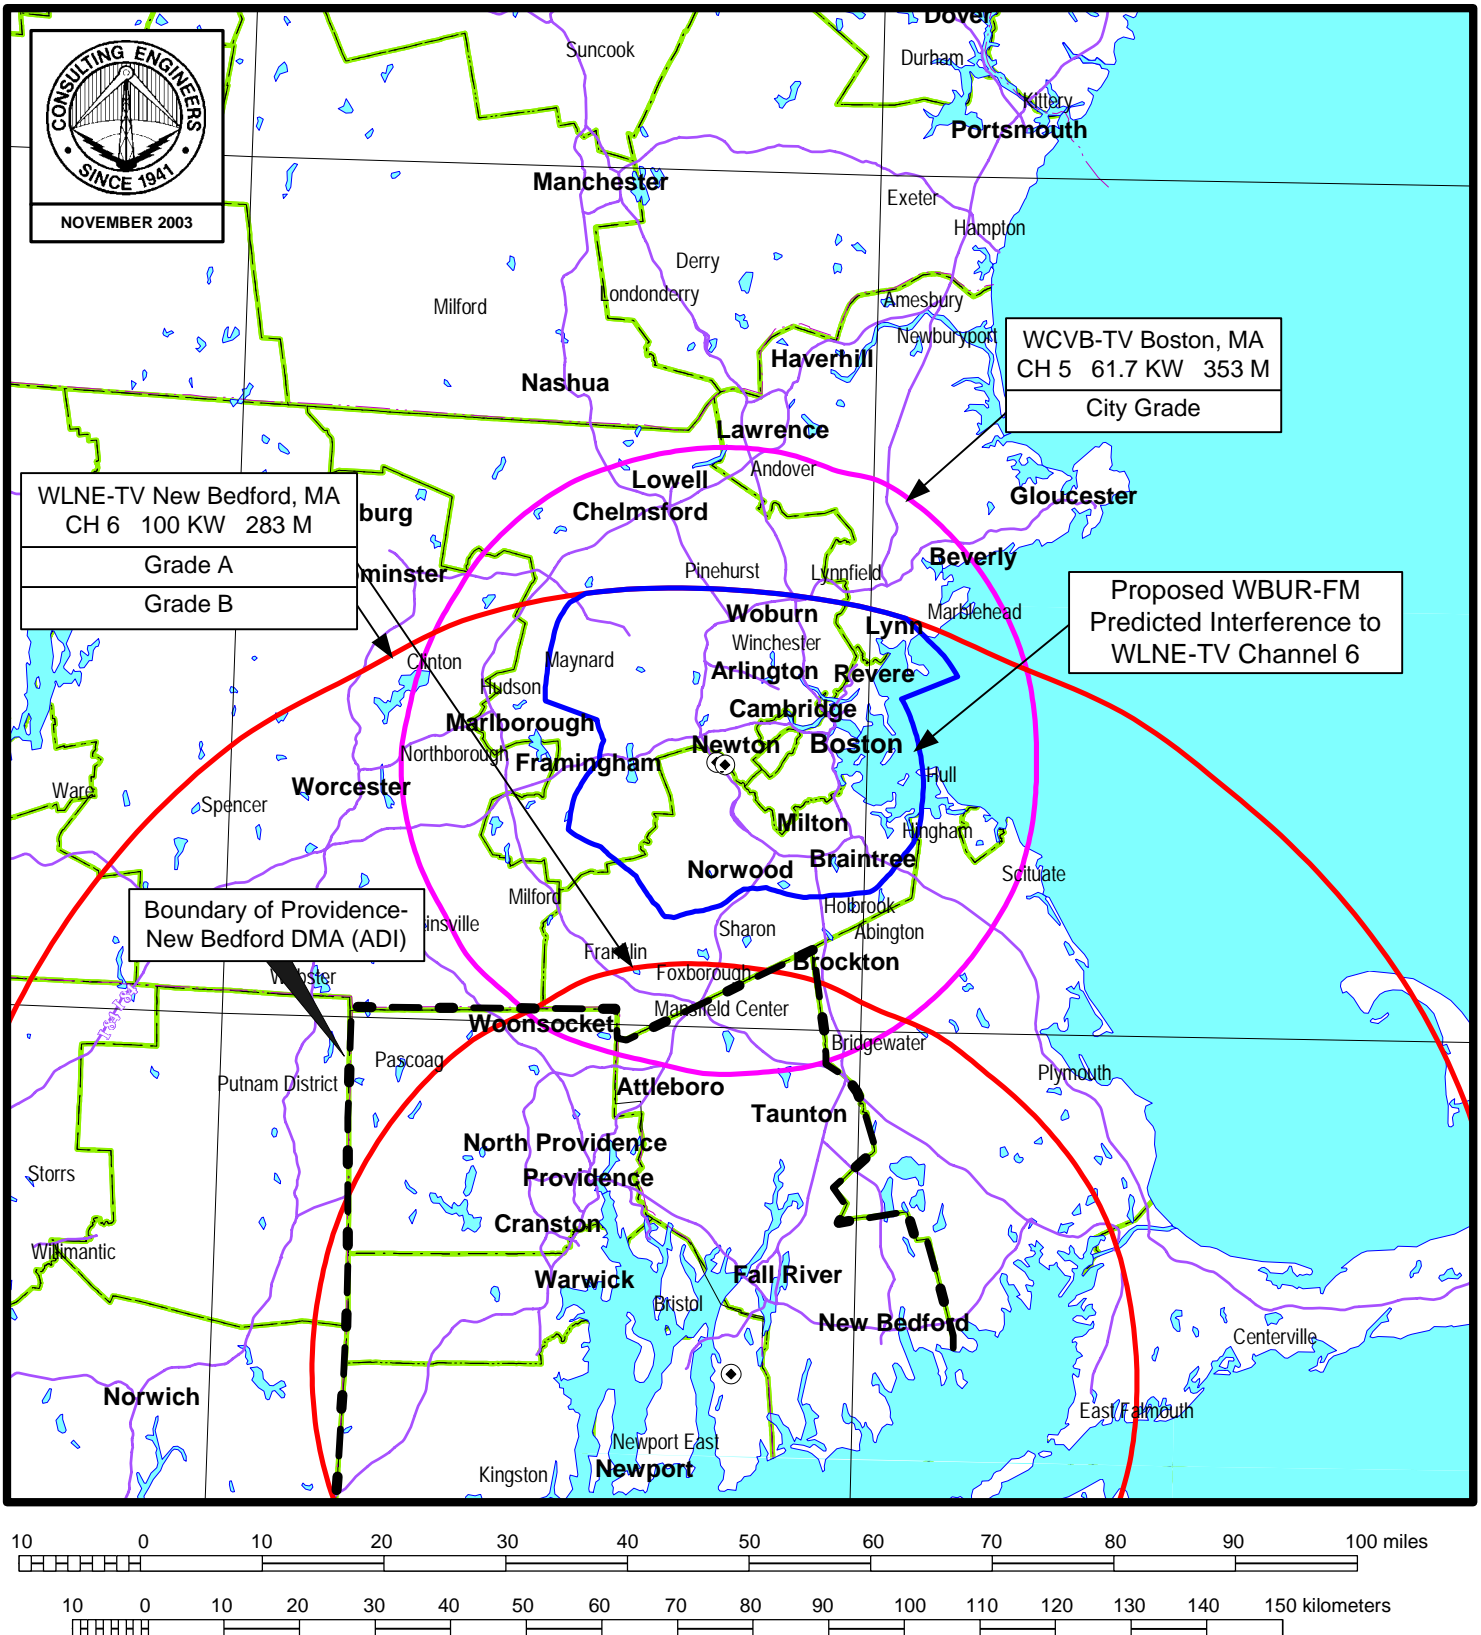 CONSULTING ENGINEERS
SINCE 1941
NOVEMBER 2003
Dover
Suncook
Durham
Kittery
Portsmouth
Manchester
Exeter
Hampton
Derry
Londonderry
Milford
Amesbury
Newburyport
WCVB-TV Boston, MA
CH 5 61.7 KW 353 M
City Grade
Haverhill
Nashua
Lawrence
Andover
Lowell
Chelmsford
Gloucester
WLNE-TV New Bedford, MA
CH 6 100 KW 283 M
Grade A
Grade B
burg
minster
Pinehurst
Lynnfield
Beverly
Marblehead
Proposed WBUR-FM
Predicted Interference to
WLNE-TV Channel 6
Woburn
Lynn
Winchester
Clinton
Maynard
Arlington
Revere
Hudson
Cambridge
Marlborough
Newton
Boston
Northborough
Framingham
Hull
Worcester
Ware
Spencer
Milton
Hingham
Norwood
Braintree
Scituate
Milford
Holbrook
Boundary of Providence-
New Bedford DMA (ADI)
insville
Sharon
Abington
Franklin
Brockton
Webster
Foxborough
Mansfield Center
Woonsocket
I-84
Bridgewater
Pascoag
Putnam District
Attleboro
Plymouth
Taunton
North Providence
Storrs
Providence
Cranston
Willimantic
Warwick
Fall River
Bristol
New Bedford
Centerville
Norwich
East Falmouth
Newport East
Newport
Kingston
10 0 10 20 30 40 50 60 70 80 90 100 miles
10 0 10 20 30 40 50 60 70 80 90 100 110 120 130 140 150 kilometers